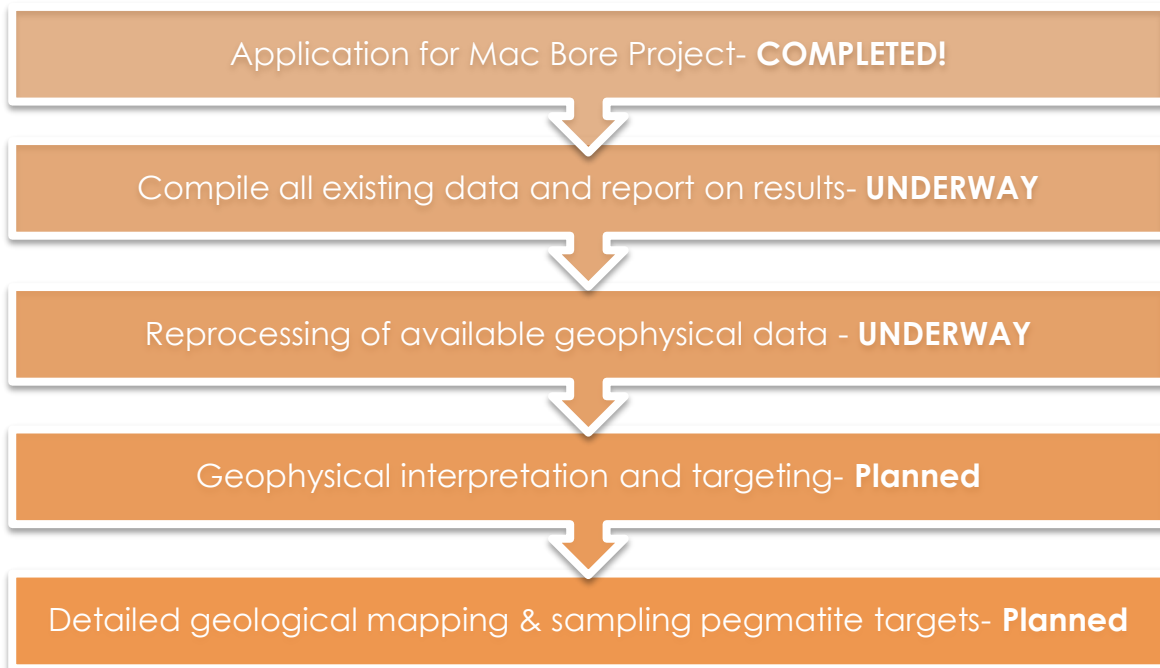 Application for Mac Bore Project- COMPLETED!
Compile all existing data and report on results- UNDERWAY
Reprocessing of available geophysical data - UNDERWAY
Geophysical interpretation and targeting- Planned
Detailed geological mapping & sampling pegmatite targets- Planned